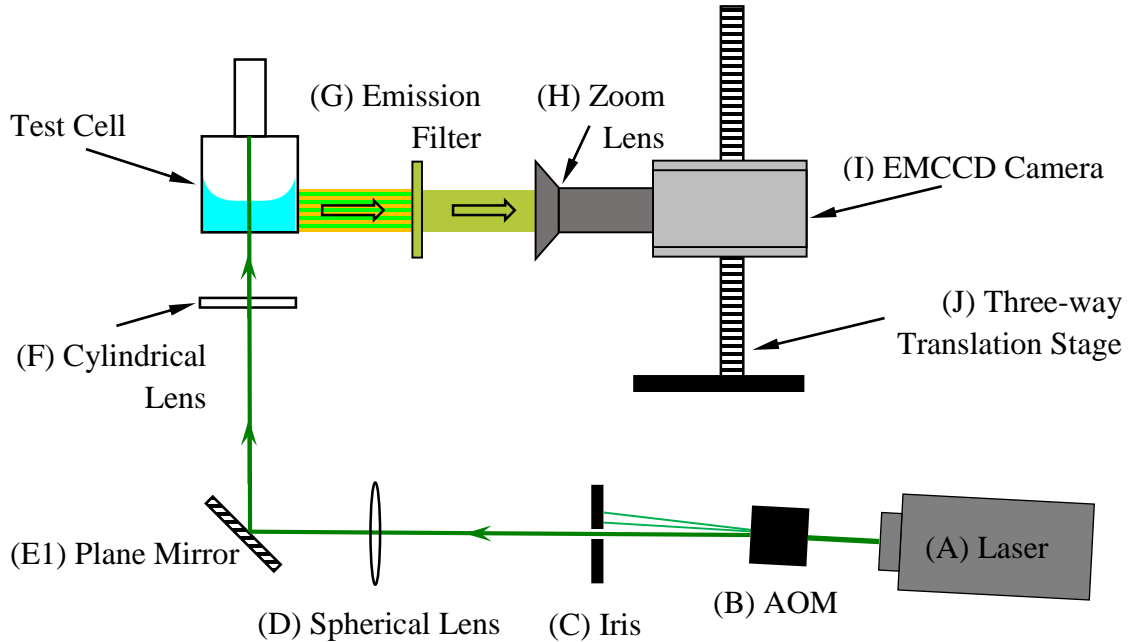 (G) Emission
Filter
(H) Zoom
Lens
Test Cell
(I) EMCCD Camera
(J) Three-way
Translation Stage
(F) Cylindrical
Lens
(E1) Plane Mirror
(A) Laser
(B) AOM
(C) Iris
(D) Spherical Lens